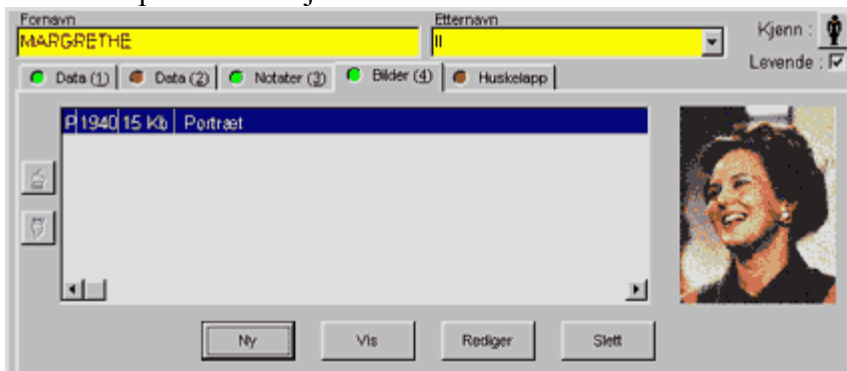 Fornavn
Etternavn
MARGRETHE
II
Kjønn :
Levende :
Data (1)
Data (2)
Notater (3)
Bilder (4)
Huskelapp
P 1940 15 Kb Portræt
Ny
Vis
Rediger
Slett